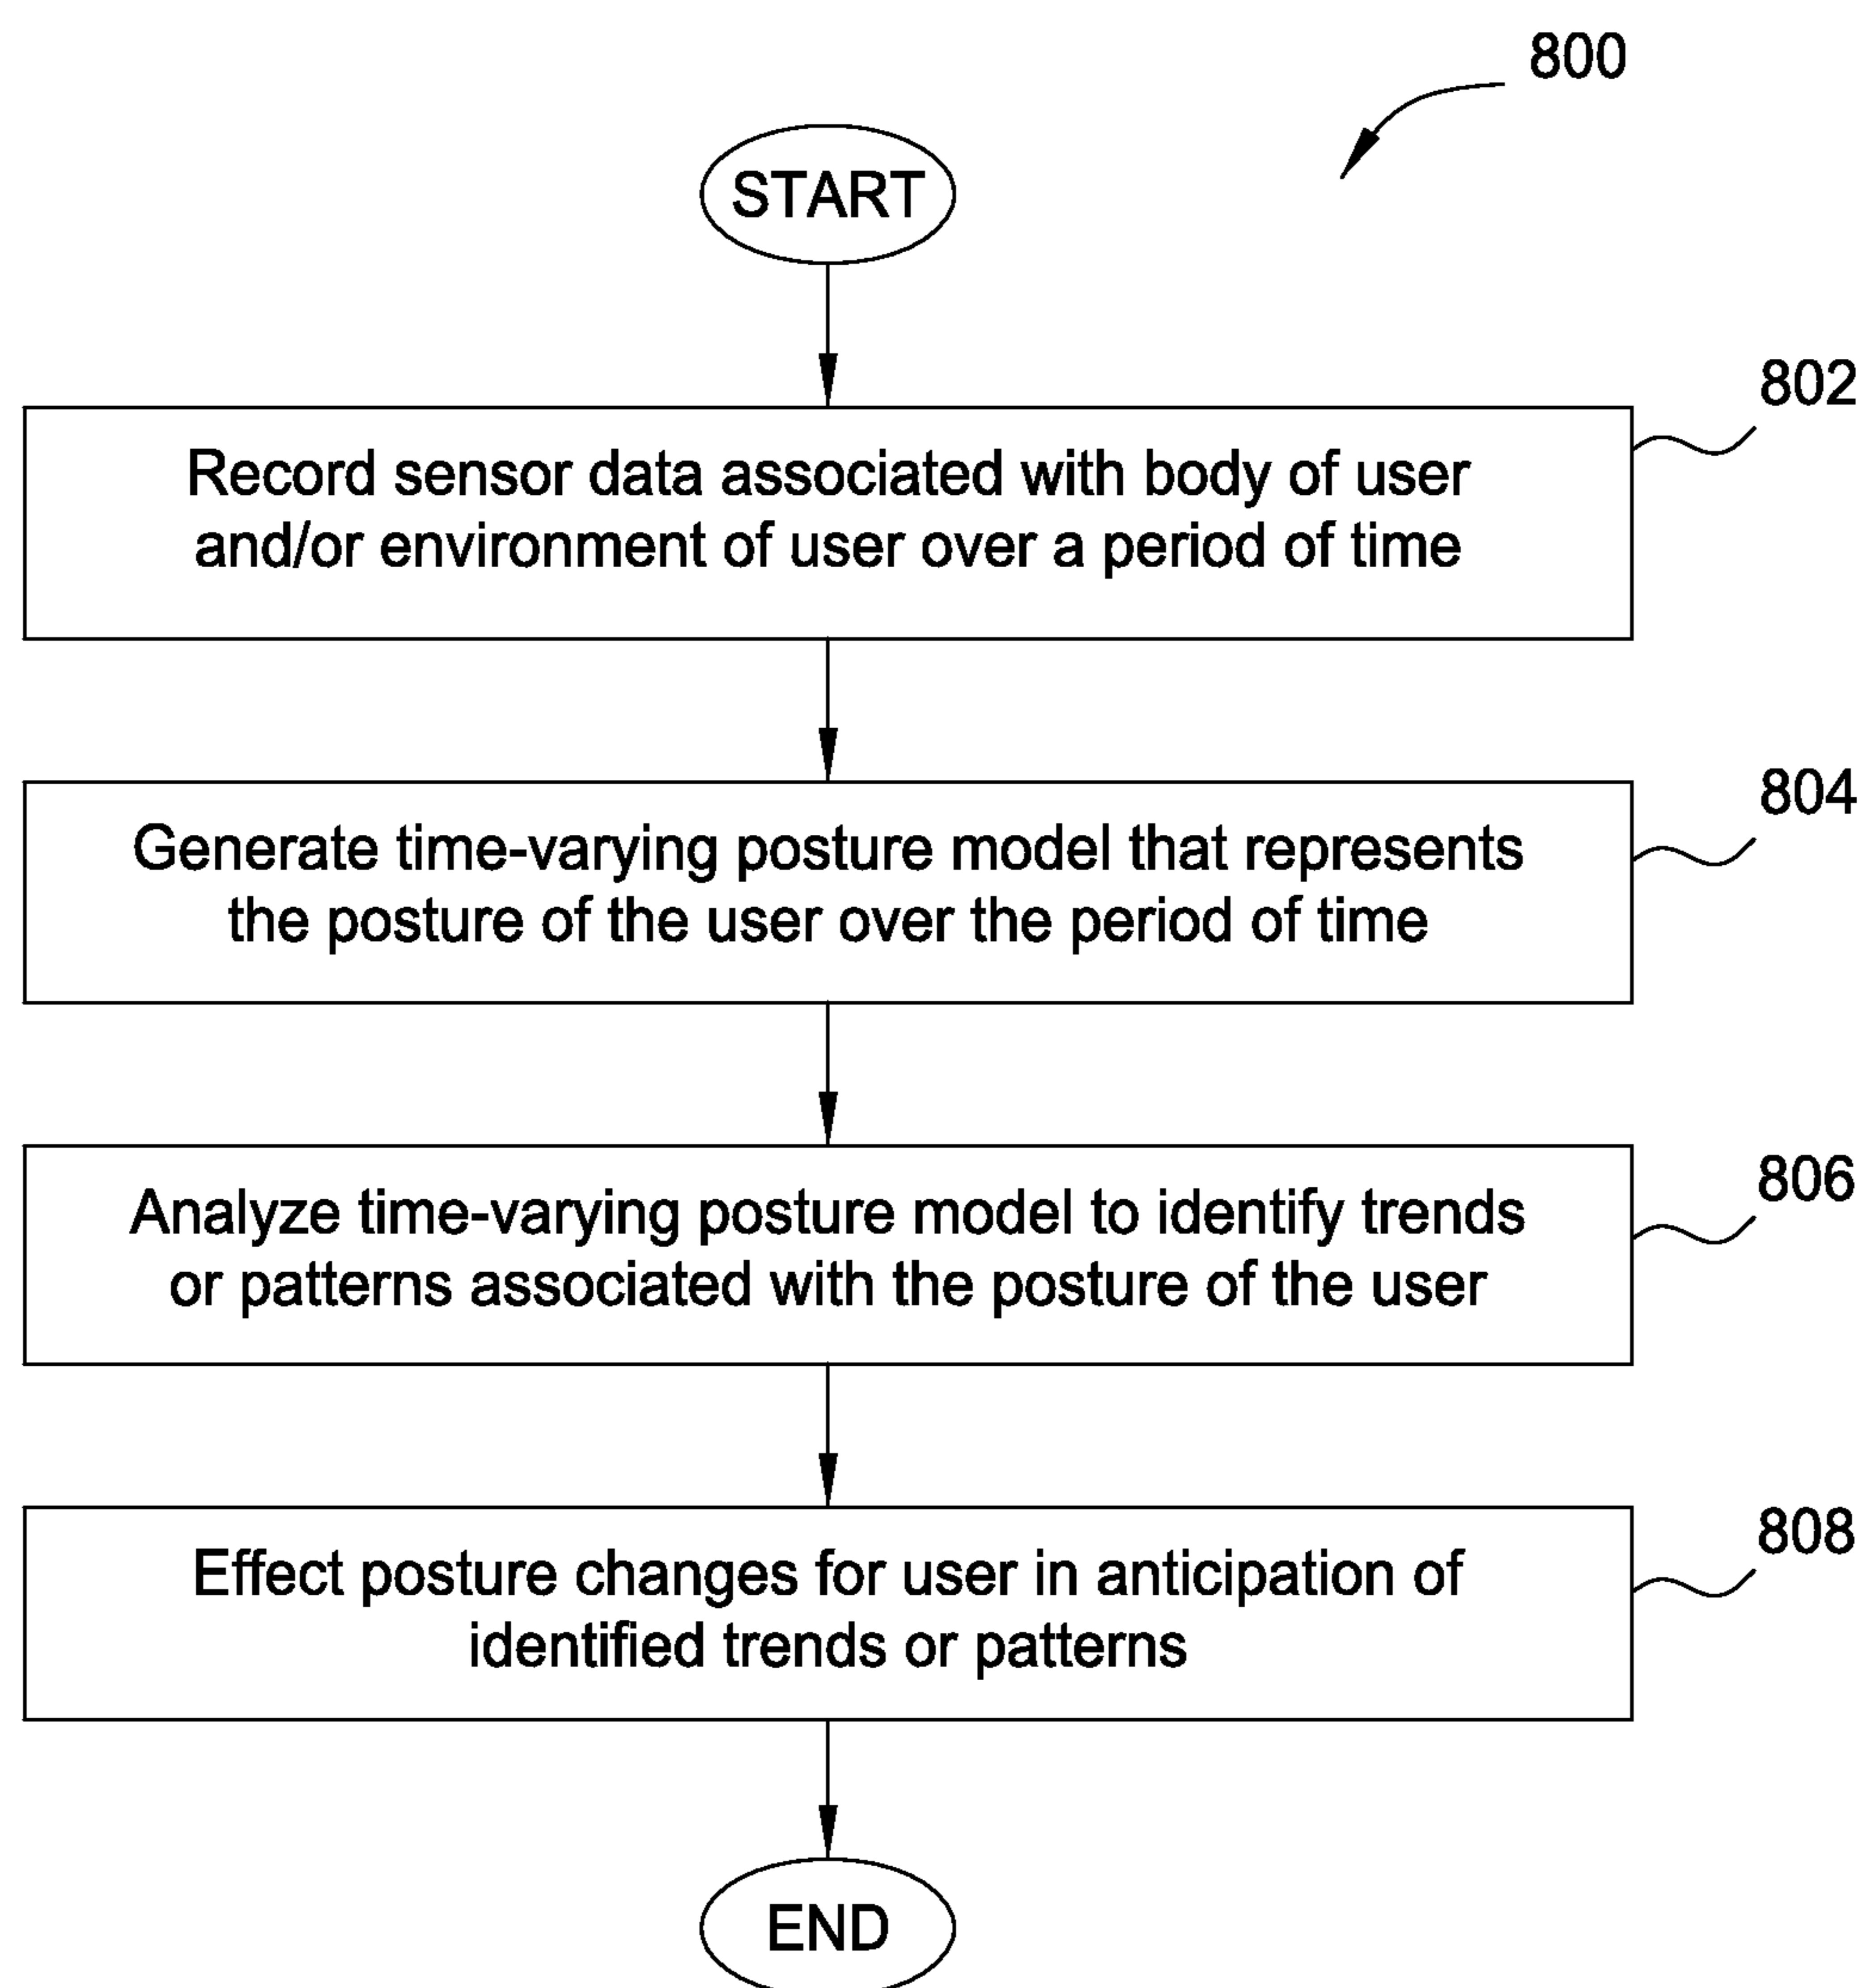 800
START
802
Record sensor data associated with body of user
and/or environment of user over a period of time
804
Generate time-varying posture model that represents
the posture of the user over the period of time
806
Analyze time-varying posture model to identify trends
or patterns associated with the posture of the user
808
Effect posture changes for user in anticipation of
identified trends or patterns
END